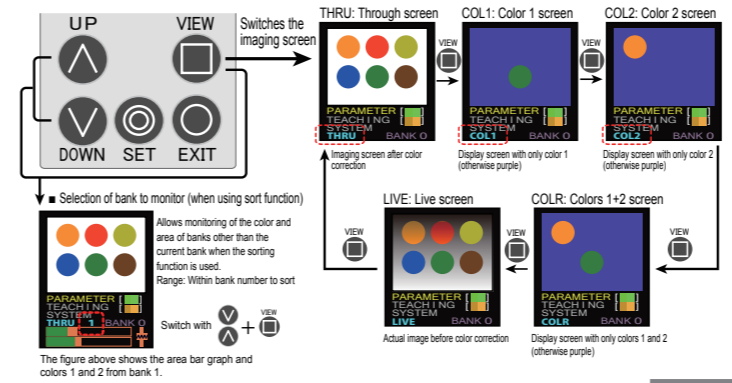 UP
VIEW
DOWN
SET
EXIT
Switches the
imaging screen
THRU: Through screen
PARAMETER [ ]
TEACHING
SYSTEM
THRU
BANK 0
Imaging screen after color
correction
VIEW
COL1: Color 1 screen
PARAMETER [ ]
TEACHING
SYSTEM
COL1
BANK 0
Display screen with only color 1
(otherwise purple)
VIEW
COL2: Color 2 screen
PARAMETER [ ]
TEACHING
SYSTEM
COL2
BANK 0
Display screen with only color 2
(otherwise purple)
VIEW
COLR: Colors 1+2 screen
PARAMETER [ ]
TEACHING
SYSTEM
COLR
BANK 0
Display screen with only colors 1 and 2
(otherwise purple)
VIEW
LIVE: Live screen
PARAMETER [ ]
TEACHING
SYSTEM
LIVE
BANK 0
Actual image before color correction
VIEW
■ Selection of bank to monitor (when using sort function)
PARAMETER [ ]
TEACHING
SYSTEM
THRU 1 BANK 0
Allows monitoring of the color and
area of banks other than the
current bank when the sorting
function is used.
Range: Within bank number to sort
Switch with
+
VIEW
The figure above shows the area bar graph and
colors 1 and 2 from bank 1.